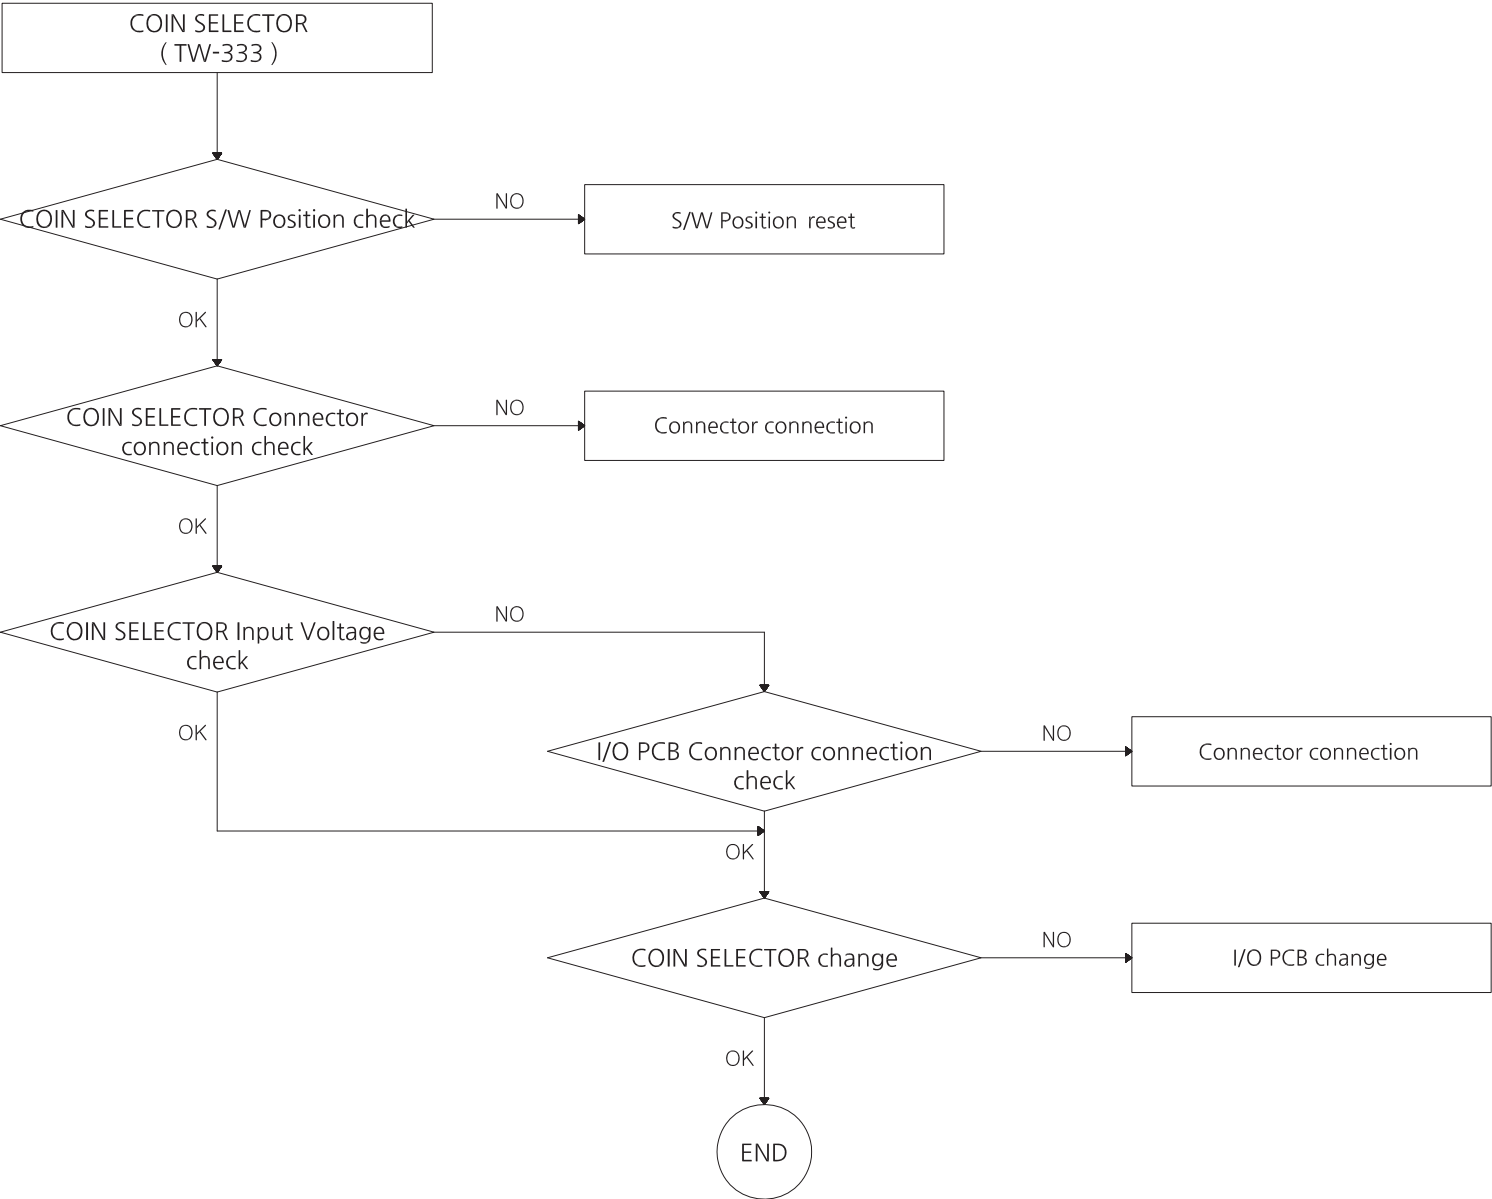 COIN SELECTOR
( TW-333 )
COIN SELECTOR S/W Position check
NO
S/W Position reset
OK
COIN SELECTOR Connector
connection check
NO
Connector connection
OK
COIN SELECTOR Input Voltage
check
NO
OK
I/O PCB Connector connection
check
NO
Connector connection
OK
COIN SELECTOR change
NO
I/O PCB change
OK
END